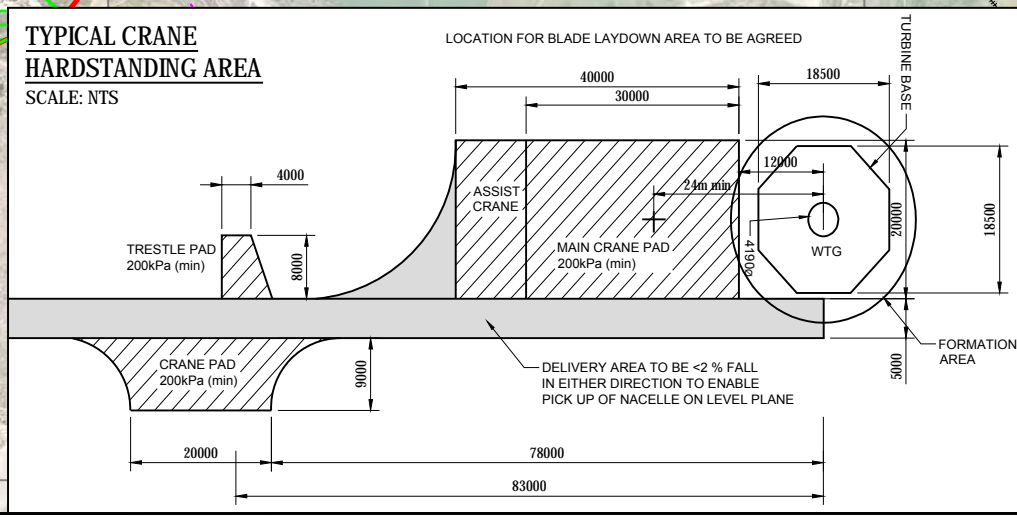 TYPICAL CRANE
HARDSTANDING AREA
SCALE: NTS
LOCATION FOR BLADE LAYDOWN AREA TO BE AGREED
40000
30000
18500
TURBINE BASE
12000
24m min
4000
ASSIST
CRANE
TRESTLE PAD
200kPa (min)
8000
MAIN CRANE PAD
200kPa (min)
4190ø
WTG
20000
18500
CRANE PAD
200kPa (min)
9000
DELIVERY AREA TO BE <2 % FALL
IN EITHER DIRECTION TO ENABLE
PICK UP OF NACELLE ON LEVEL PLANE
5000
FORMATION
AREA
20000
78000
83000